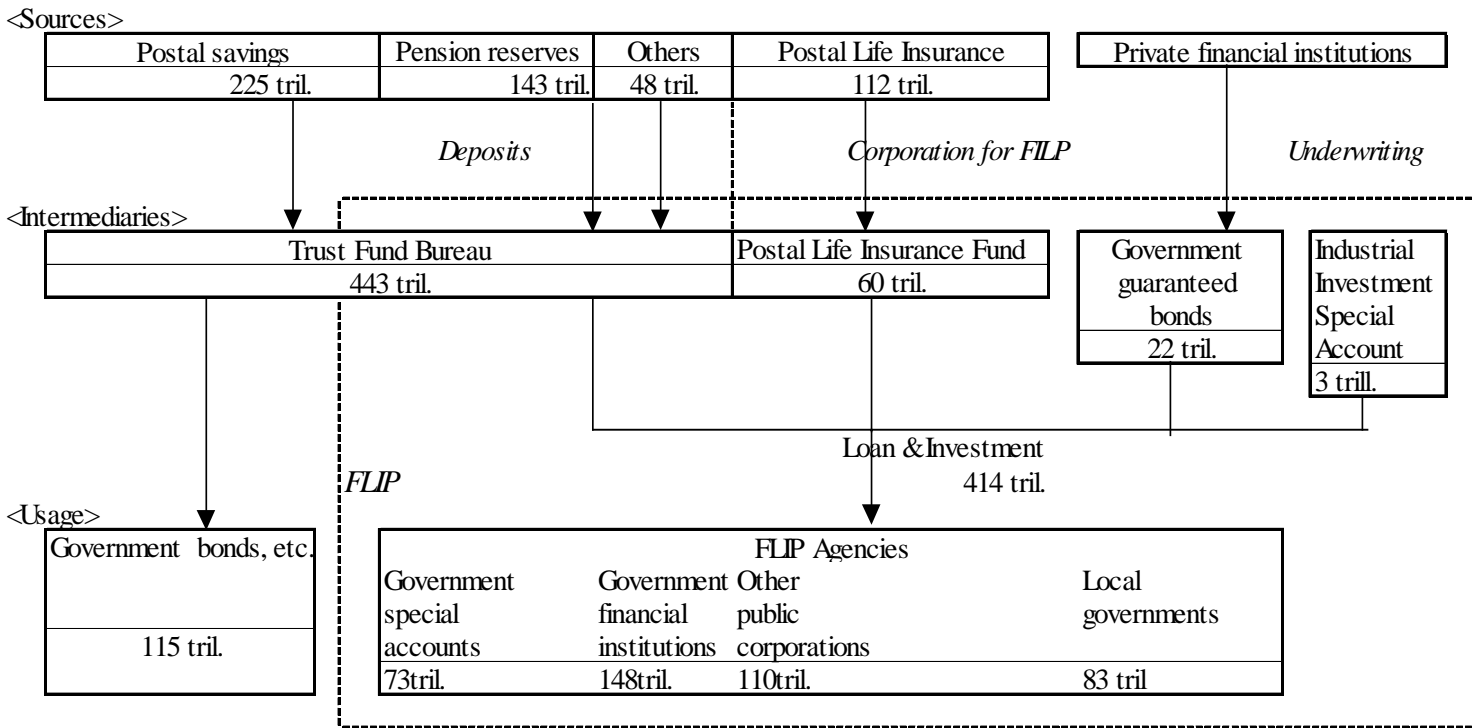 <Sources>
Postal savings
Pension reserves
Others
Postal Life Insurance
Private financial institutions
225 tril.
143 tril.
48 tril.
112 tril.
Deposits
Corporation for FILP
Underwriting
<Intermediaries>
Trust Fund Bureau
Postal Life Insurance Fund
443 tril.
60 tril.
Government
guaranteed
bonds
22 tril.
Industrial
Investment
Special
Account
3 trill.
Loan & Investment
414 tril.
FLIP
<Usage>
Government bonds, etc.
115 tril.
FLIP Agencies
Government
special
accounts
73tril.
Government
financial
institutions
148tril.
Other
public
corporations
110tril.
Local
governments
83 tril